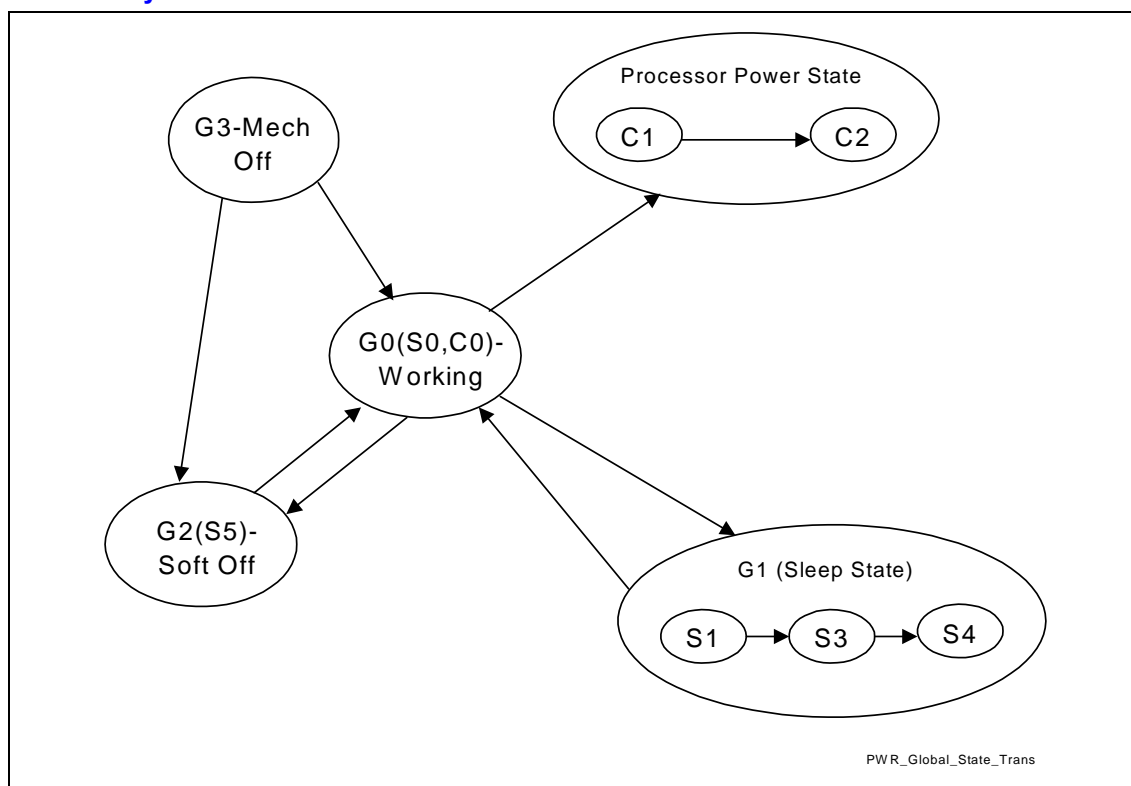 Processor Power State
C1
C2
G3-Mech
Off
G0(S0,C0)-
Working
G2(S5)-
Soft Off
G1 (Sleep State)
S1
S3
S4
PWR_Global_State_Trans